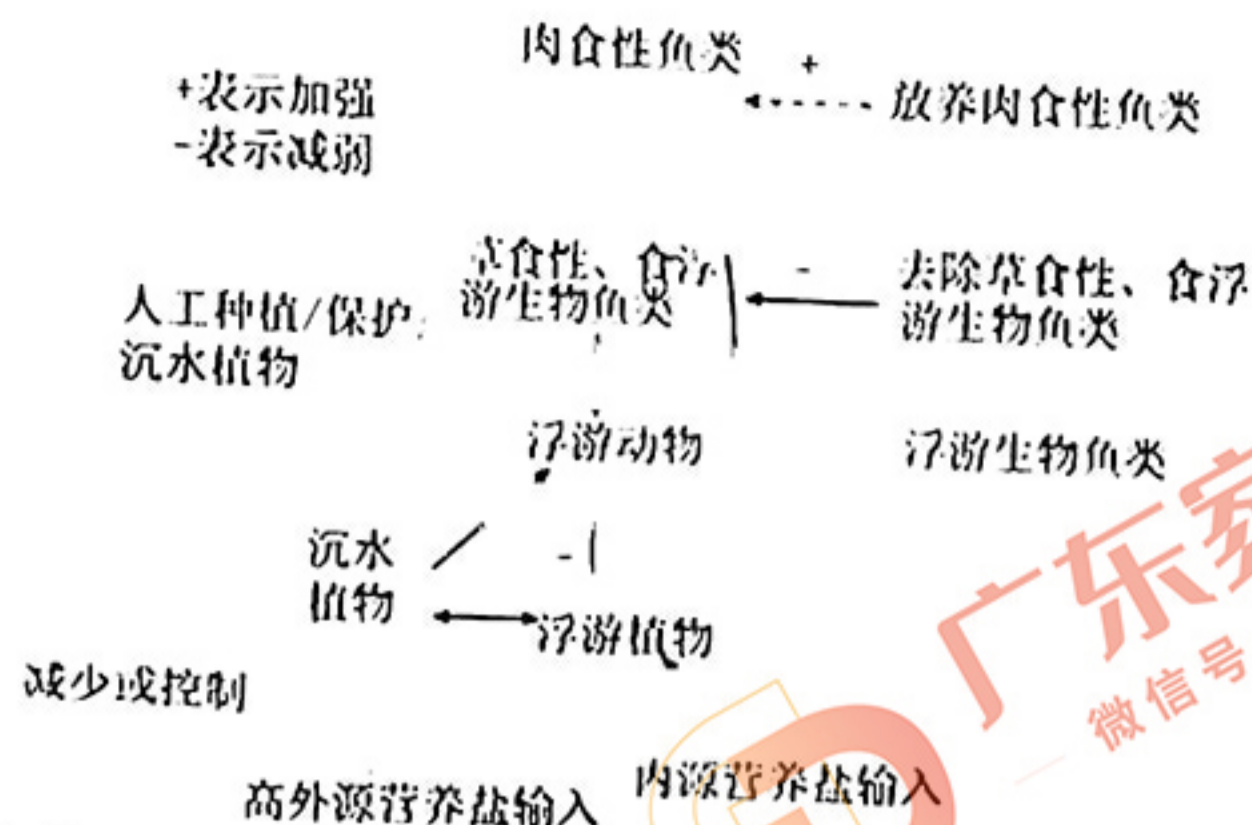 肉食性鱼类
+
放养肉食性鱼类
+表示加强
-表示减弱
草食性、食浮
游生物鱼类
-
去除草食性、食浮
游生物鱼类
人工种植/保护
沉水植物
浮游动物
浮游生物鱼类
沉水
植物
-
浮游植物
减少或控制
高外源营养盐输入
内源营养盐输入
广东
微信号